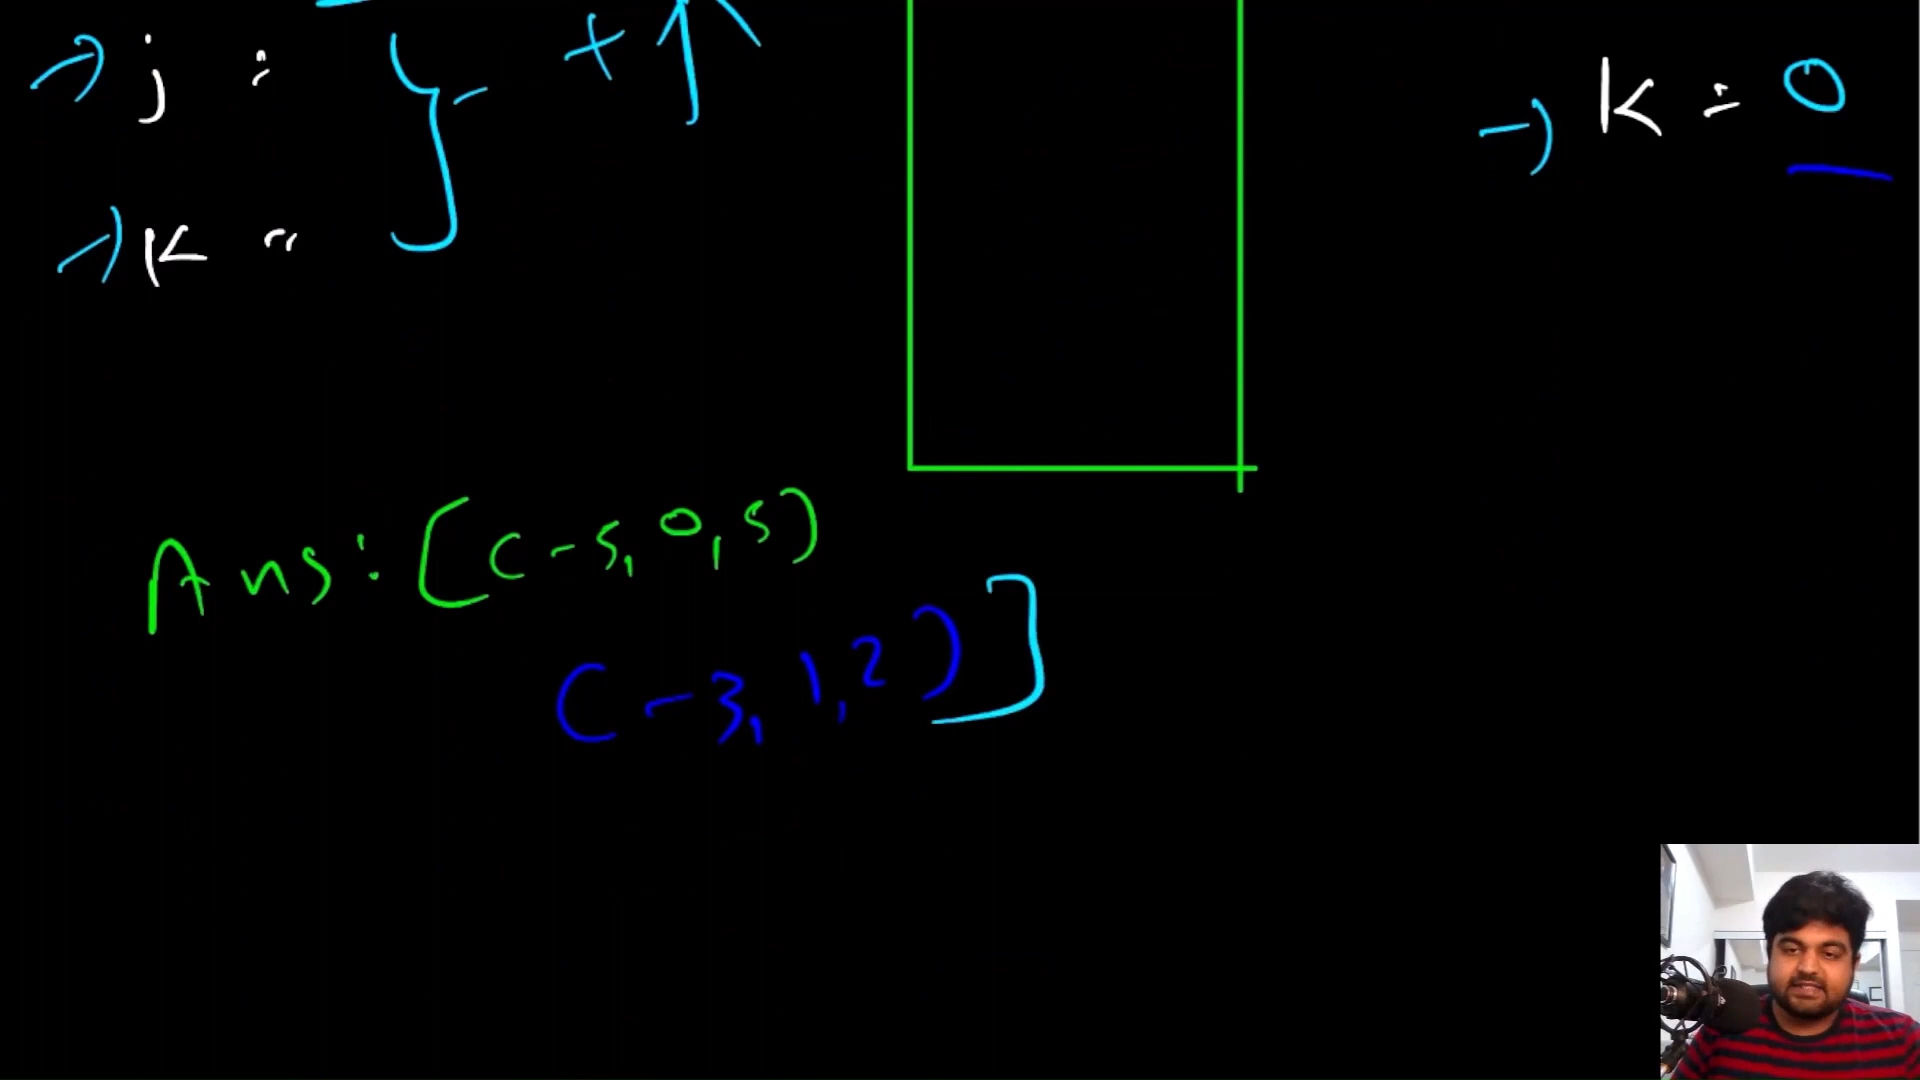 → j = } - + ↑
→ K = 0
→ K =
Ans: [(-5, 0, 5)
(-3, 1, 2)]